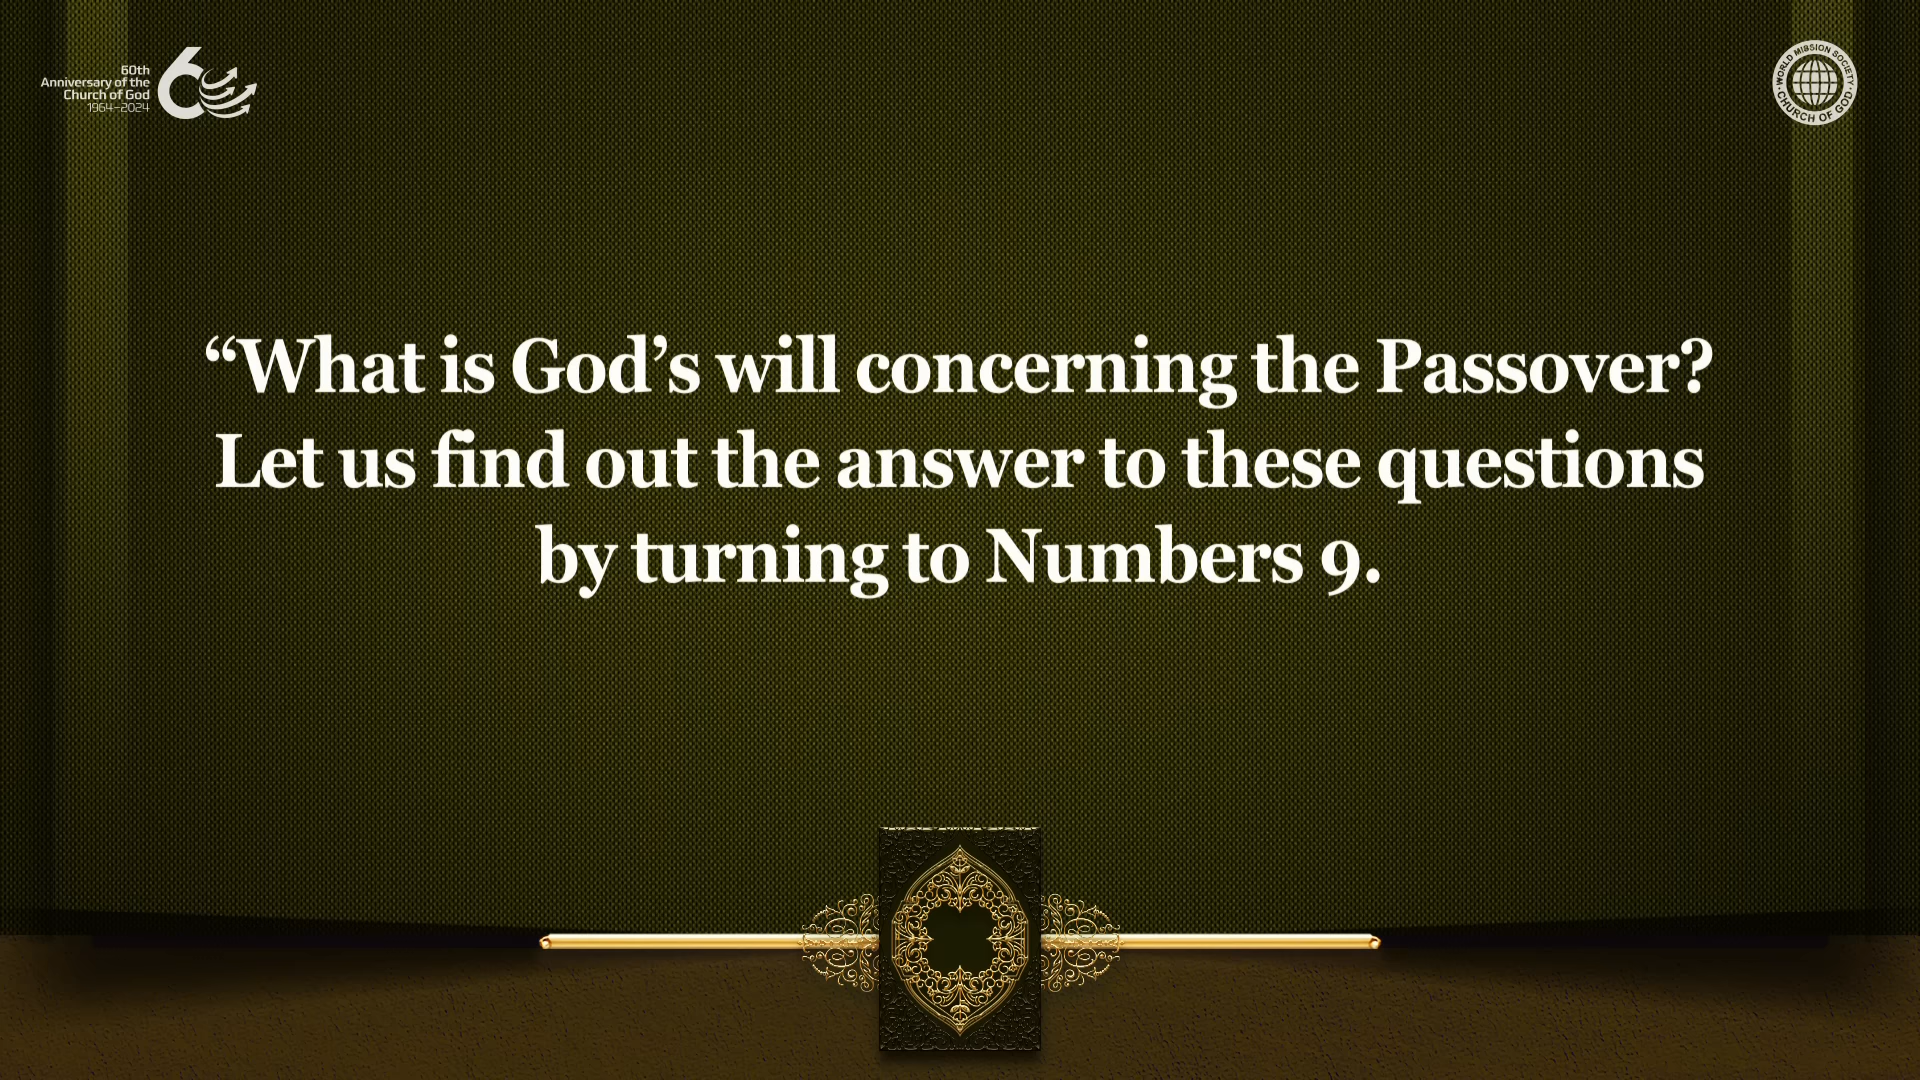 60th
Anniversary of the
Church of God
1964–2024
WORLD MISSION SOCIETY
CHURCH OF GOD
“What is God’s will concerning the Passover?
Let us find out the answer to these questions
by turning to Numbers 9.